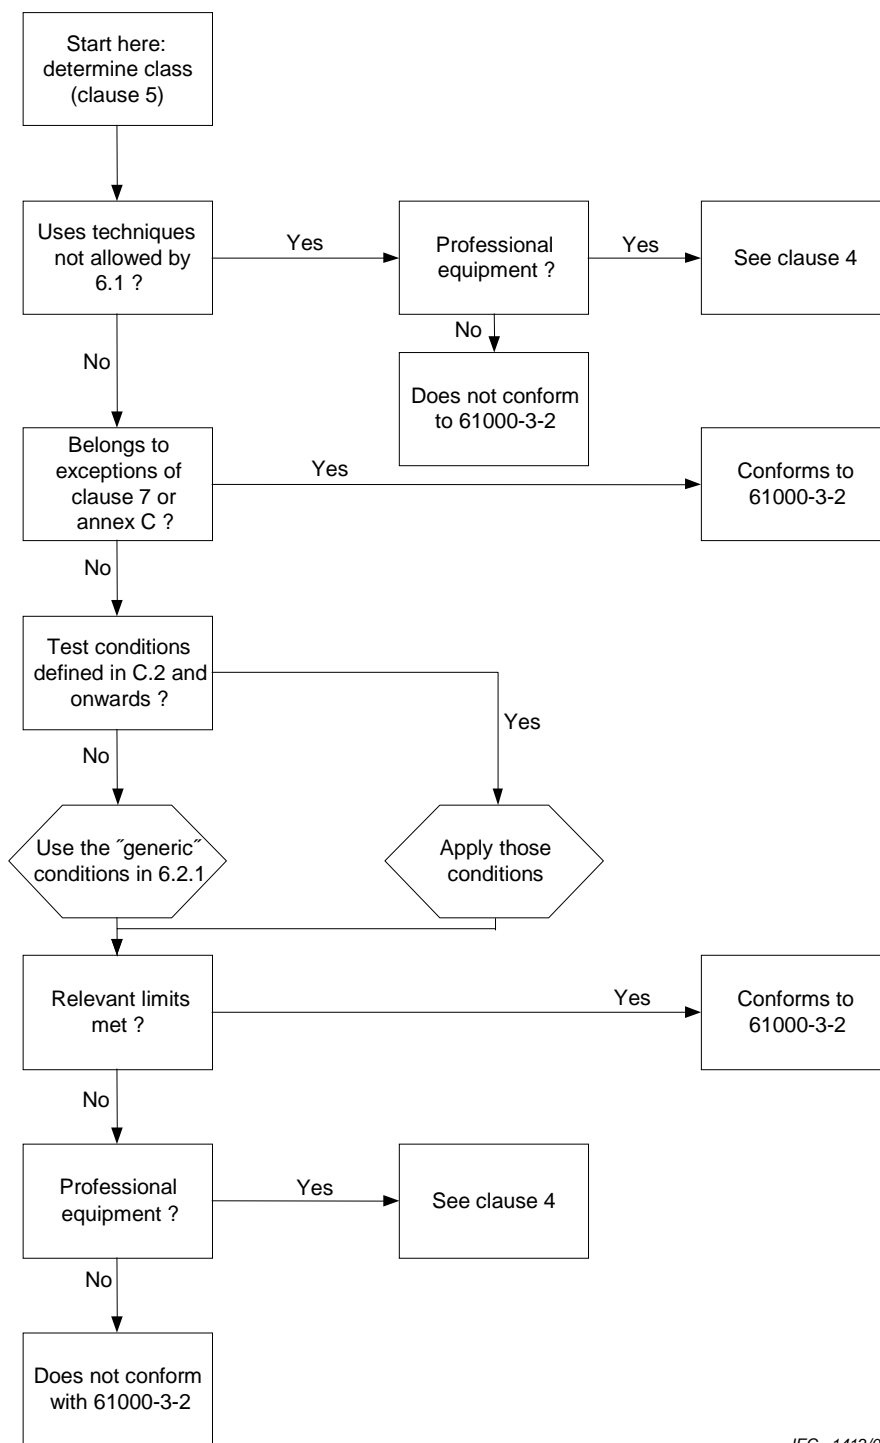 Start here:
determine class
(clause 5)
Uses techniques
not allowed by
6.1 ?
Yes
Professional
equipment ?
Yes
See clause 4
No
No
Does not conform
to 61000-3-2
Belongs to
exceptions of
clause 7 or
annex C ?
Yes
Conforms to
61000-3-2
No
Test conditions
defined in C.2 and
onwards ?
Yes
No
Use the ˝generic˝
conditions in 6.2.1
Apply those
conditions
Relevant limits
met ?
Yes
Conforms to
61000-3-2
No
Professional
equipment ?
Yes
See clause 4
No
Does not conform
with 61000-3-2